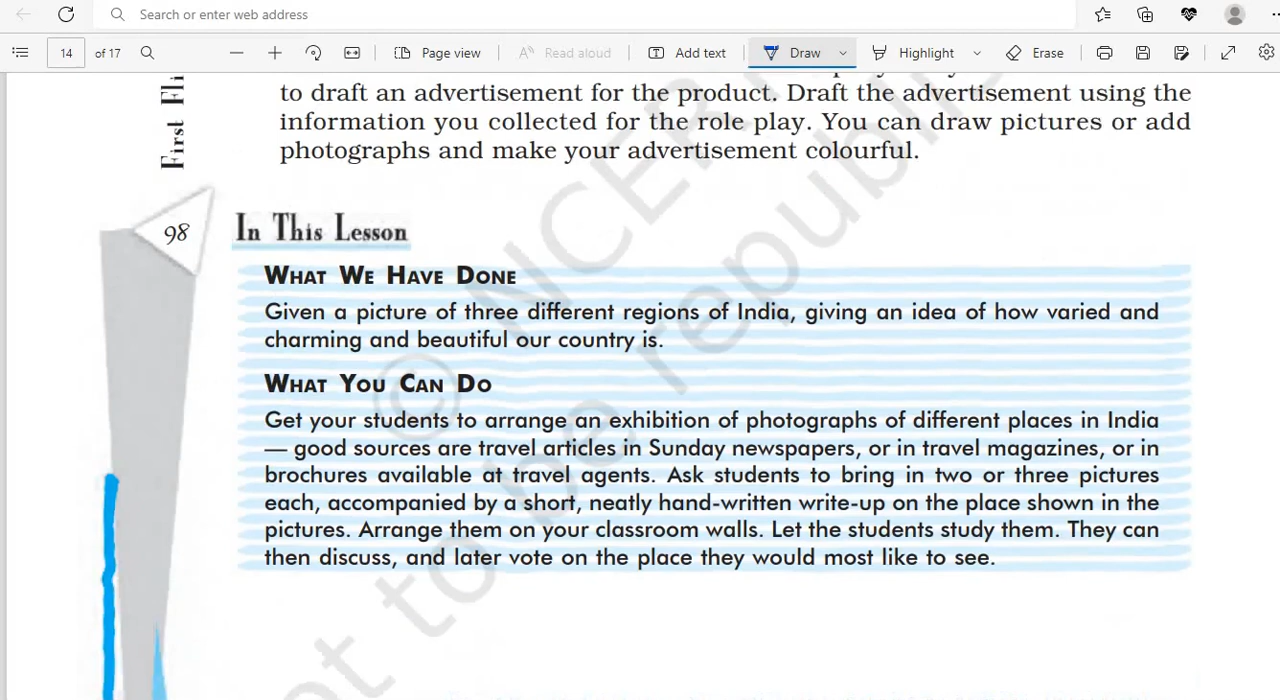 Search or enter web address
14 of 17 Page view Read aloud Add text Draw Highlight Erase
First Fli
to draft an advertisement for the product. Draft the advertisement using the
information you collected for the role play. You can draw pictures or add
photographs and make your advertisement colourful.
98
In This Lesson
WHAT WE HAVE DONE
Given a picture of three different regions of India, giving an idea of how varied and
charming and beautiful our country is.
WHAT YOU CAN DO
Get your students to arrange an exhibition of photographs of different places in India
— good sources are travel articles in Sunday newspapers, or in travel magazines, or in
brochures available at travel agents. Ask students to bring in two or three pictures
each, accompanied by a short, neatly hand-written write-up on the place shown in the
pictures. Arrange them on your classroom walls. Let the students study them. They can
then discuss, and later vote on the place they would most like to see.
© NCER
ot to be republi